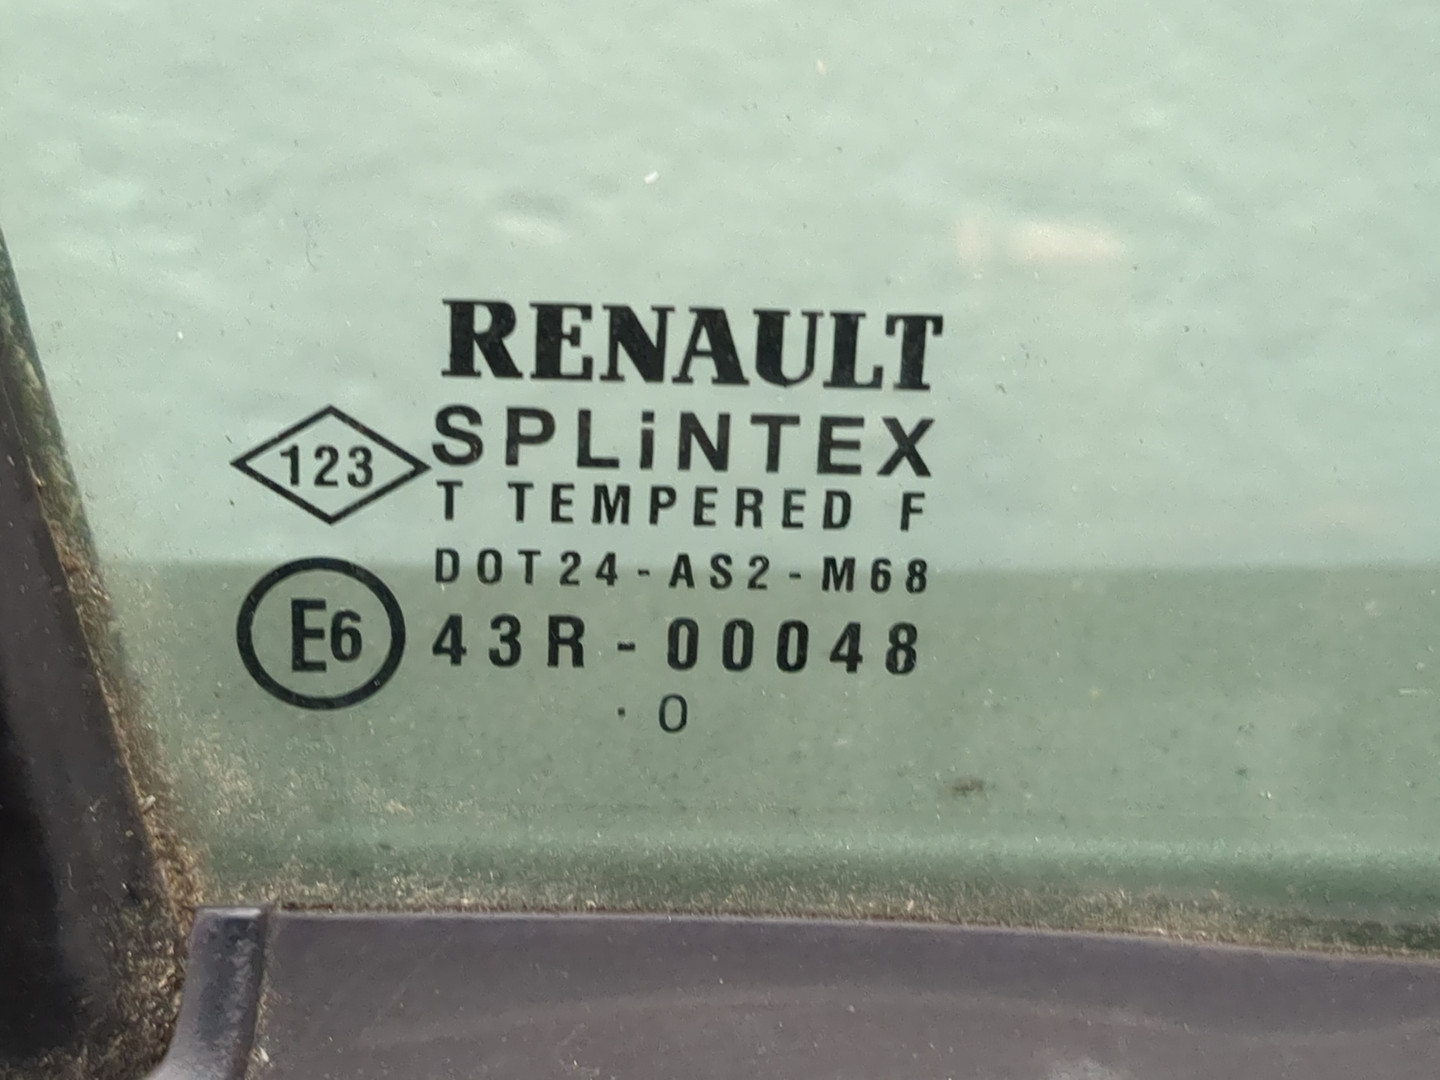 RENAULT
SPLiNTEX
123
T TEMPERED F
DOT24-AS2-M68
E6
43R-00048
. 0